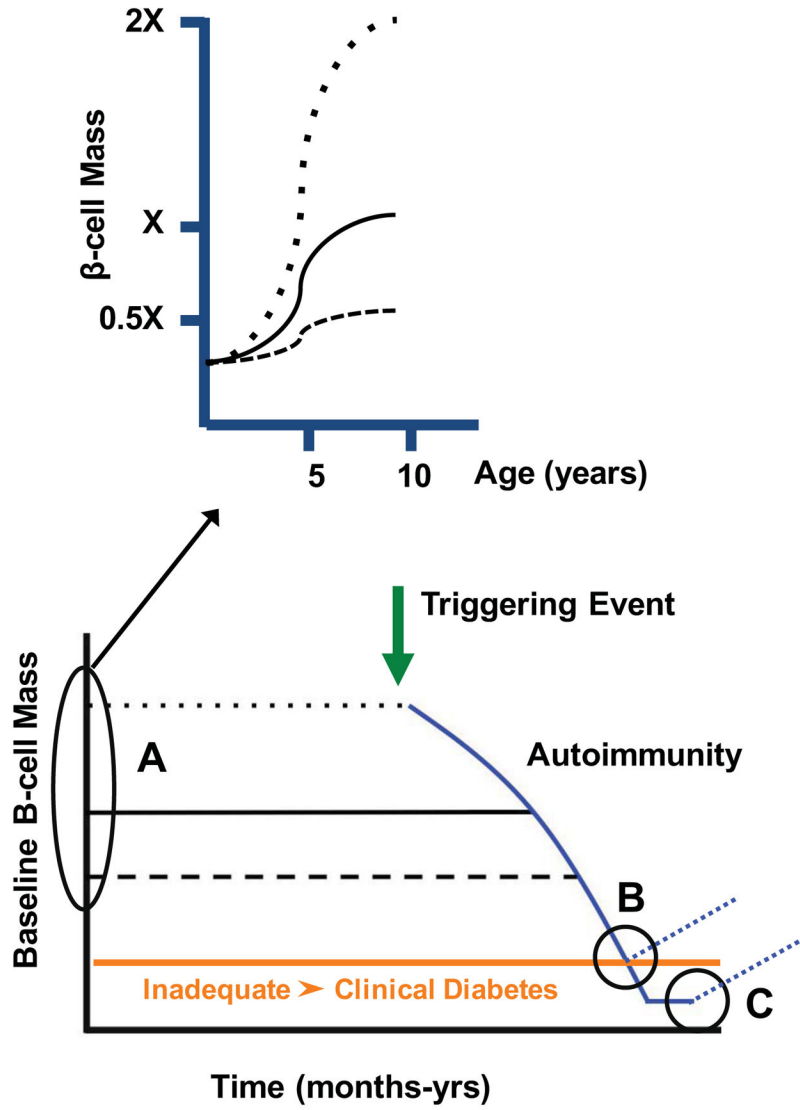 2X
β-cell Mass
X
0.5X
5
10
Age (years)
Triggering Event
Baseline B-cell Mass
A
Autoimmunity
B
Inadequate ➤ Clinical Diabetes
C
Time (months-yrs)